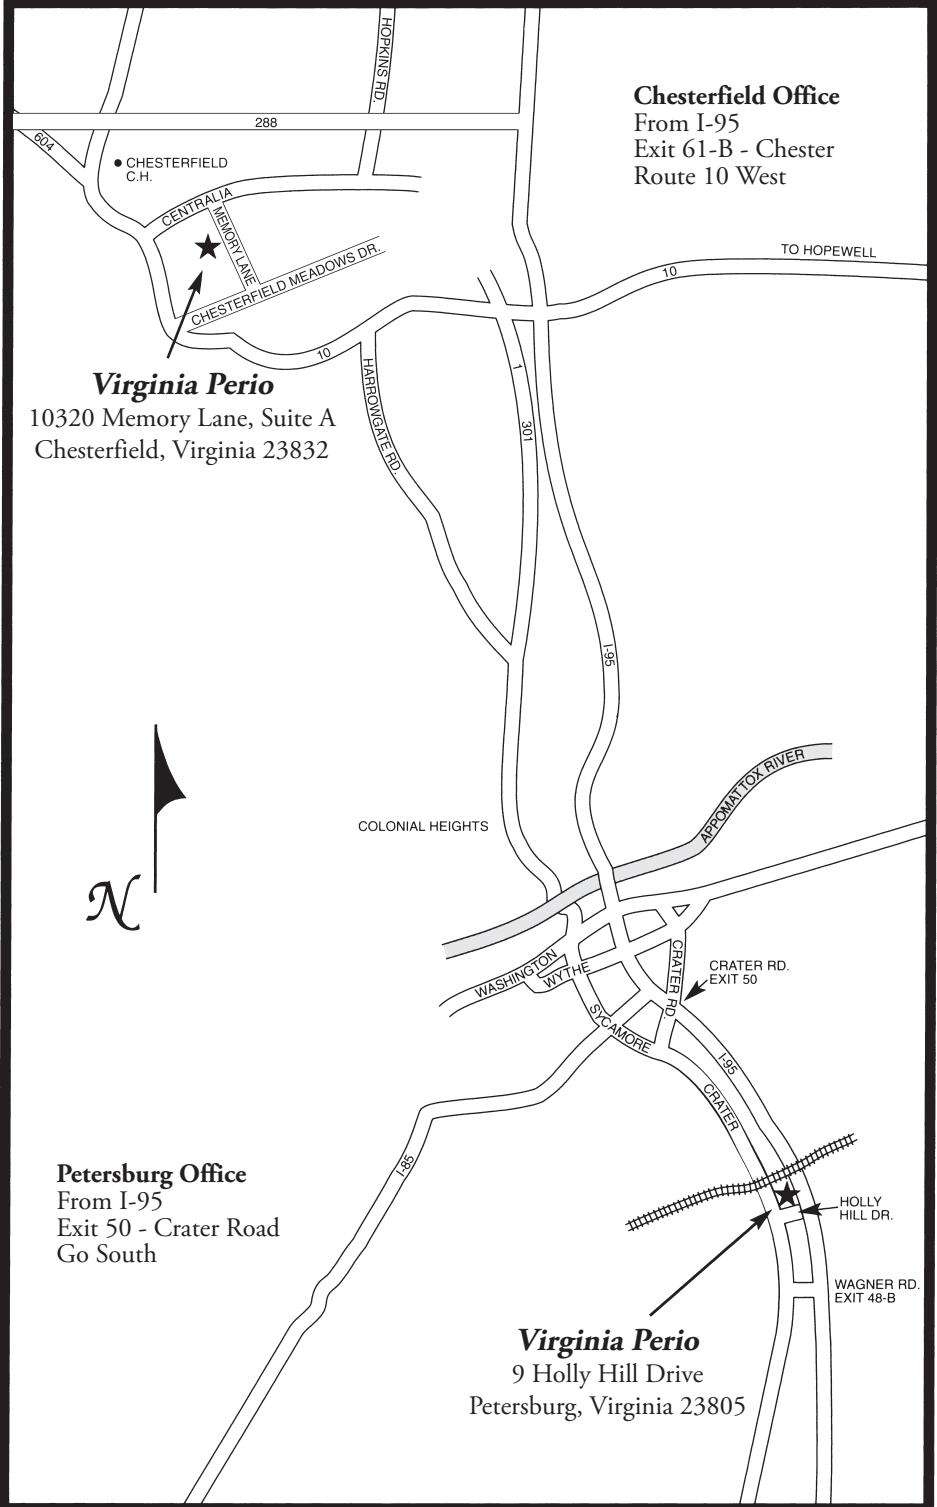 HOPKINS RD.
Chesterfield Office
From I-95
Exit 61-B - Chester
Route 10 West
288
604
CHESTERFIELD
C.H.
CENTRALIA
MEMORY LANE
CHESTERFIELD MEADOWS DR.
TO HOPEWELL
10
10
1
301
HARROWGATE RD.
Virginia Perio
10320 Memory Lane, Suite A
Chesterfield, Virginia 23832
I-95
APPOMATTOX RIVER
COLONIAL HEIGHTS
N
WASHINGTON
WYTHE
CRATER RD.
CRATER RD.
EXIT 50
SYCAMORE
I-95
CRATER
I-85
Petersburg Office
From I-95
Exit 50 - Crater Road
Go South
HOLLY
HILL DR.
WAGNER RD.
EXIT 48-B
Virginia Perio
9 Holly Hill Drive
Petersburg, Virginia 23805